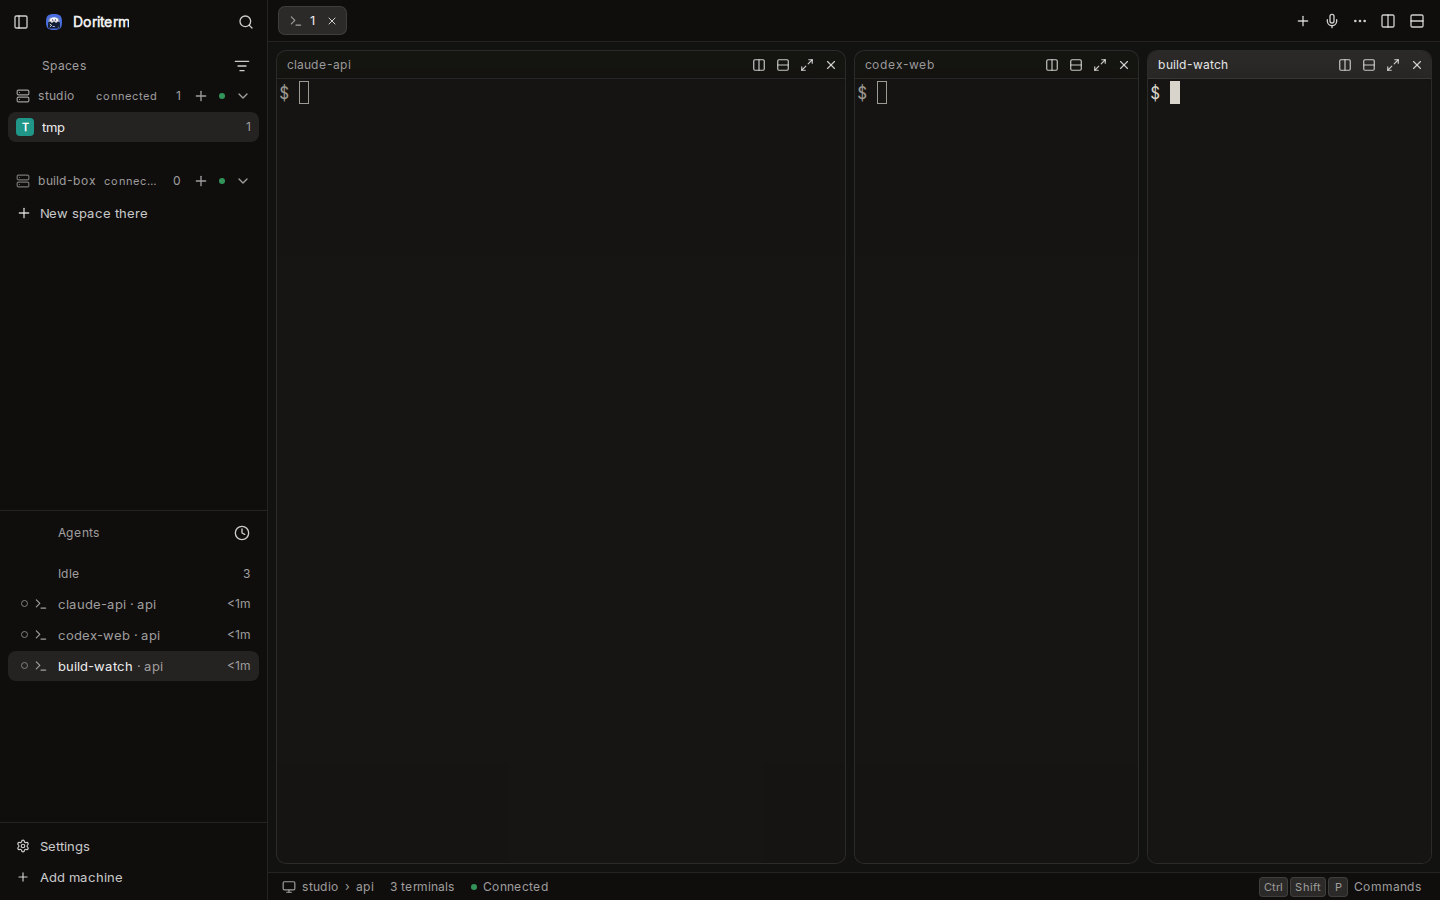 Doriterm
Spaces
studio connected 1
T tmp 1
build-box connec... 0
New space there
Agents
Idle 3
claude-api · api <1m
codex-web · api <1m
build-watch · api <1m
Settings
Add machine
1
claude-api
$
codex-web
$
build-watch
$
studio › api 3 terminals Connected
Ctrl Shift P Commands